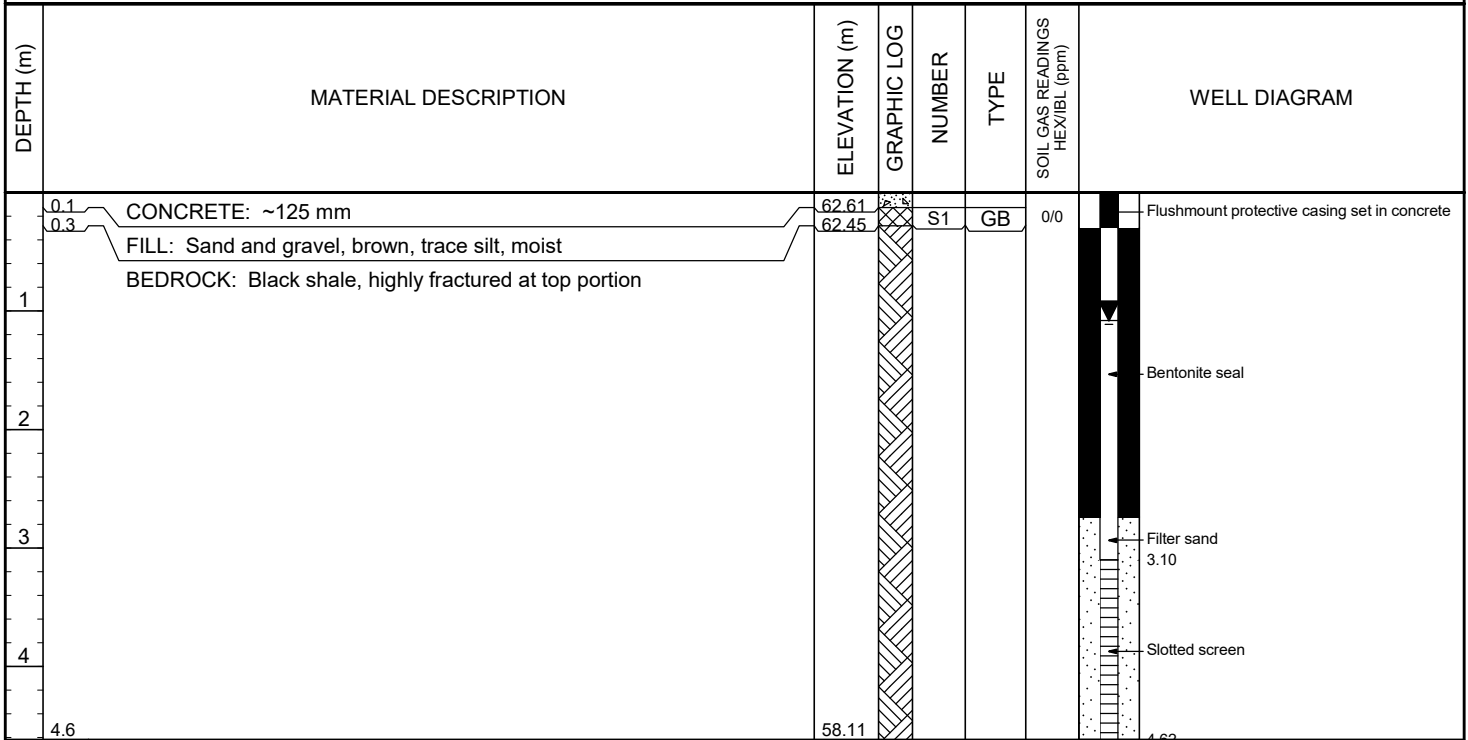 DEPTH (m)
MATERIAL DESCRIPTION
ELEVATION (m)
GRAPHIC LOG
NUMBER
TYPE
SOIL GAS READINGS
HEX/IBL (ppm)
WELL DIAGRAM
0.1
CONCRETE: ~125 mm
62.61
0.3
62.45
S1
GB
0/0
Flushmount protective casing set in concrete
FILL: Sand and gravel, brown, trace silt, moist
BEDROCK: Black shale, highly fractured at top portion
1
Bentonite seal
2
3
Filter sand
3.10
4
Slotted screen
4.6
58.11
4.62